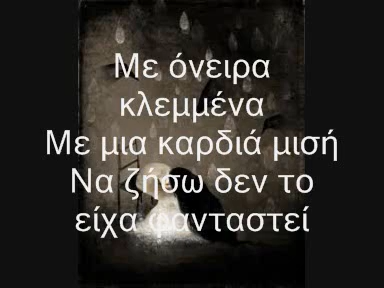 Με όνειρα
κλεμμένα
Με μια καρδιά μισή
Να ζήσω δεν το
είχα φανταστεί